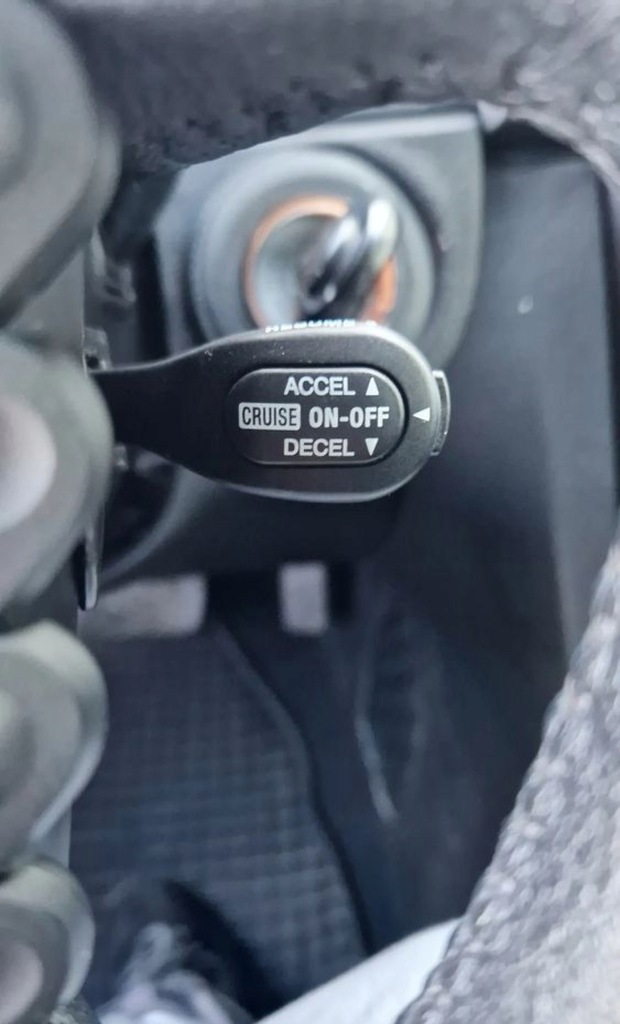 ACCEL ▲
CRUISE ON-OFF ◀
DECEL ▼